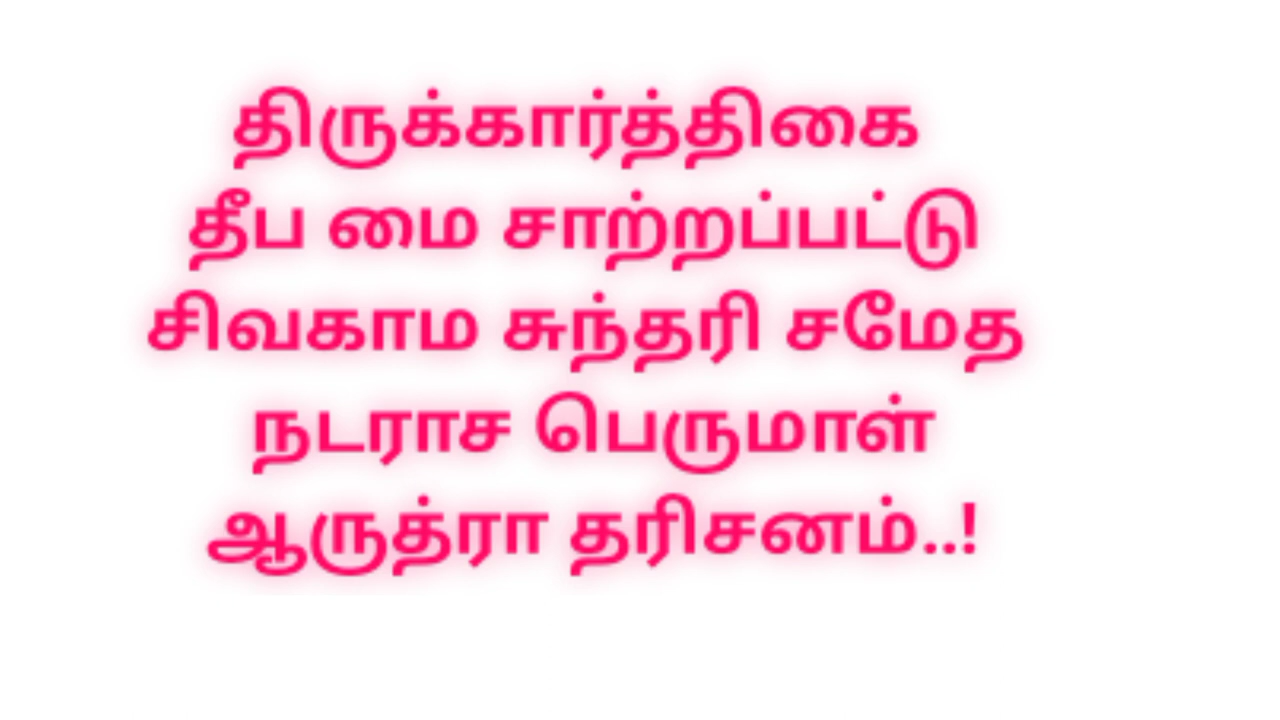 திருக்கார்த்திகை
தீப மை சாற்றப்பட்டு
சிவகாம சுந்தரி சமேத
நடராச பெருமாள்
ஆருத்ரா தரிசனம்..!